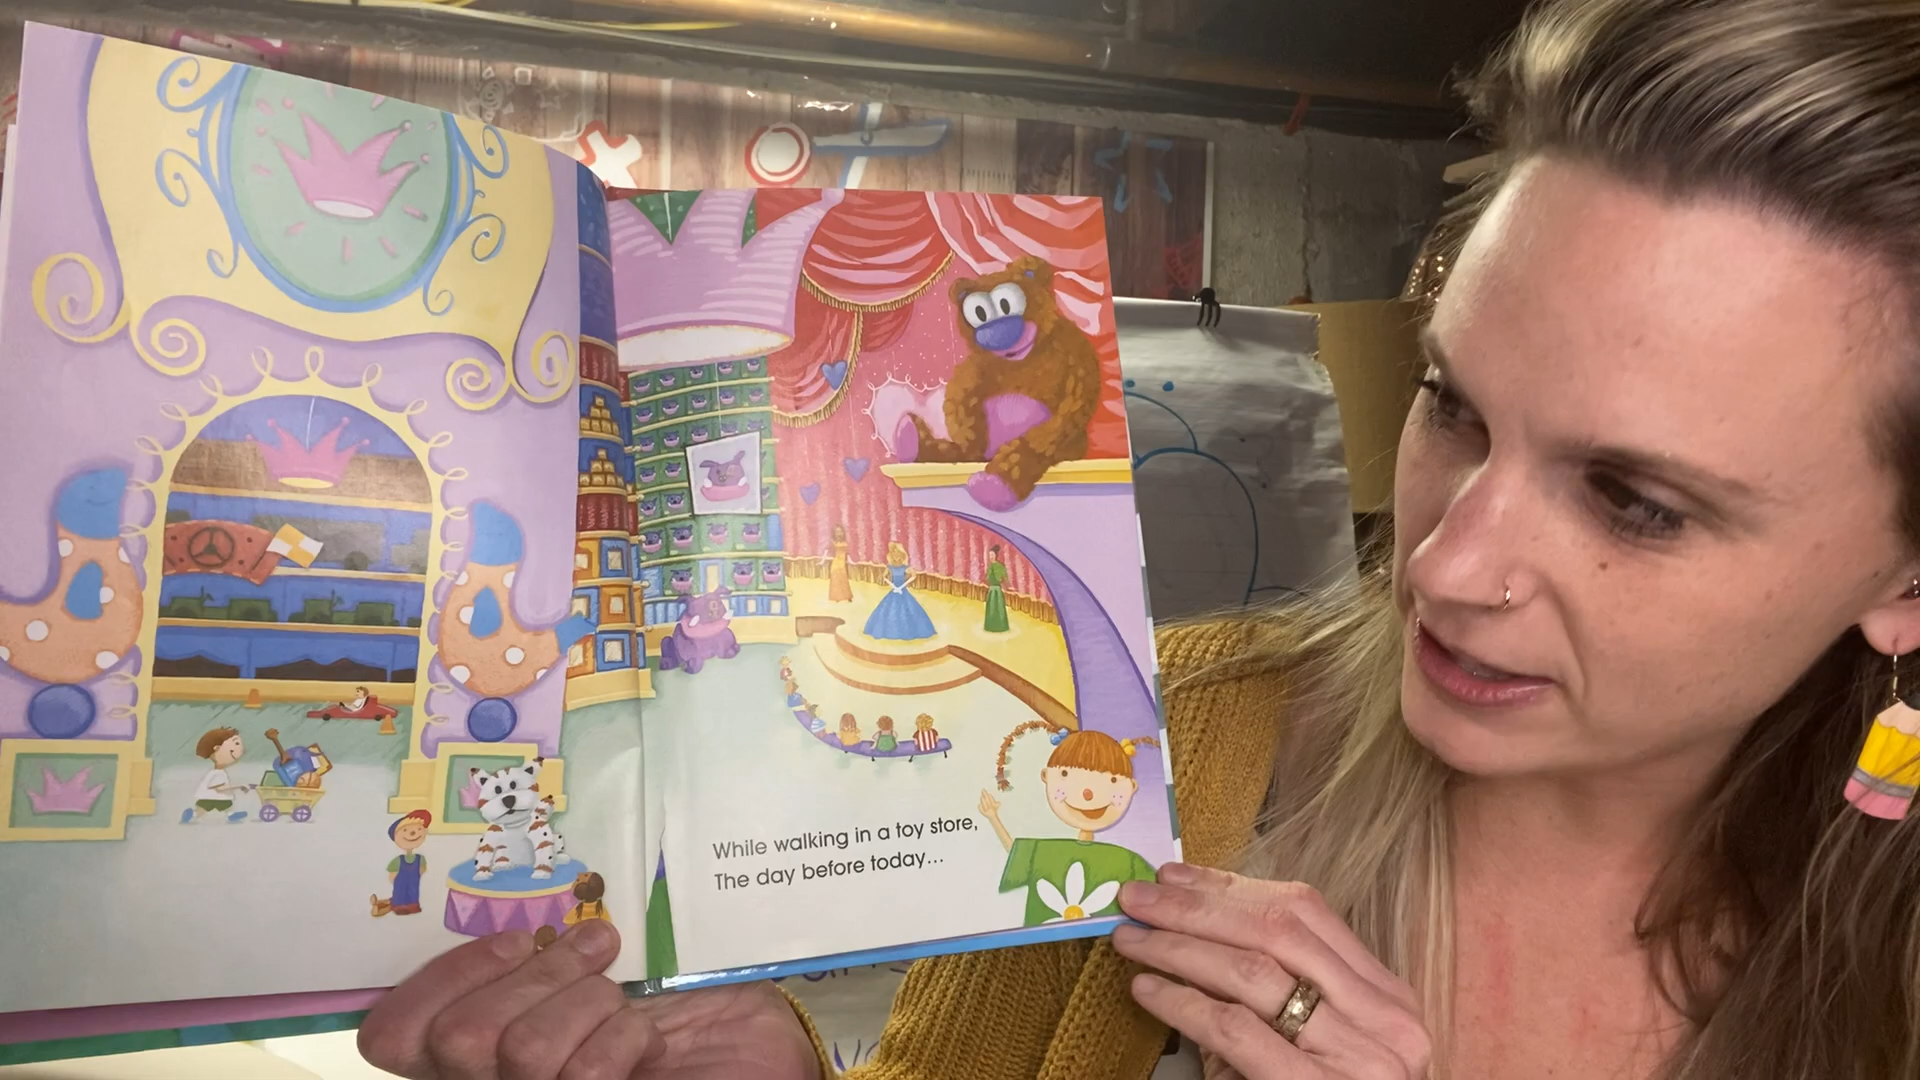 While walking in a toy store,
The day before today...